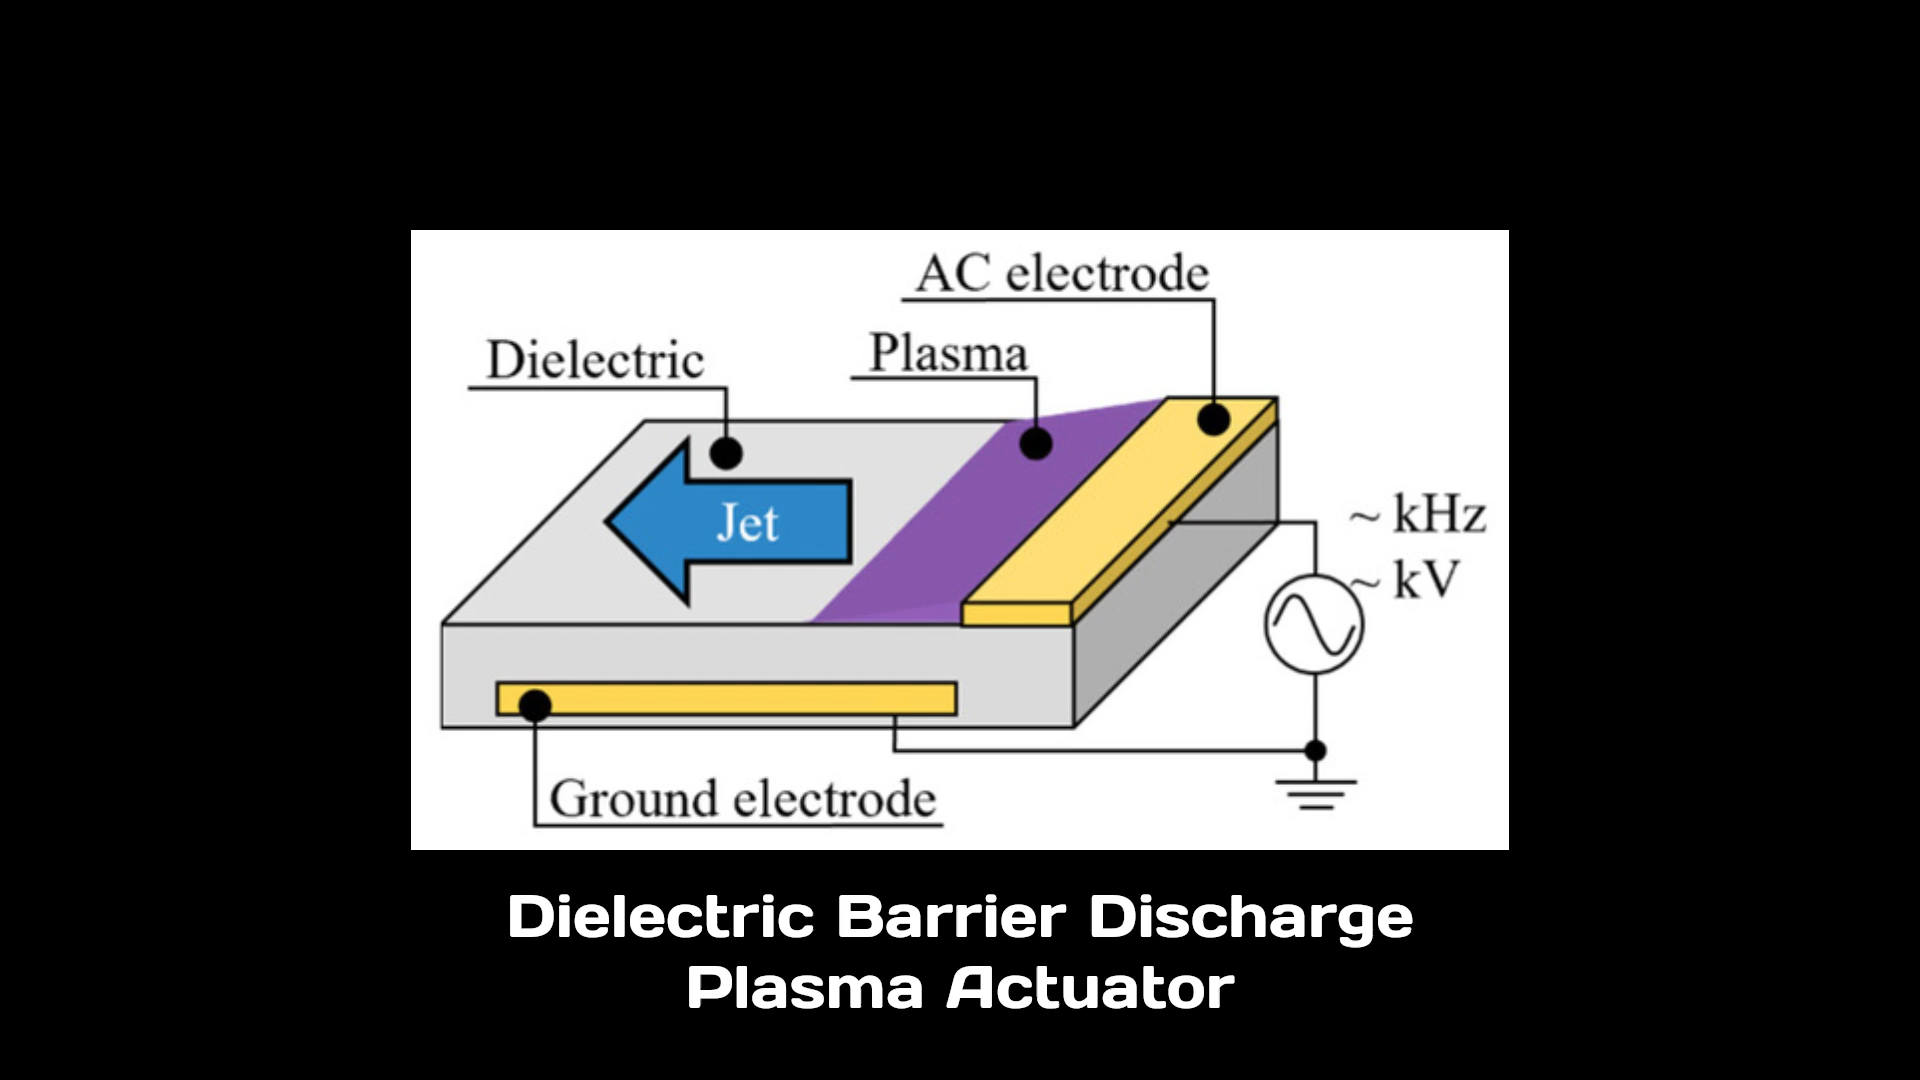 AC electrode
Plasma
Dielectric
Jet
~ kHz
~ kV
Ground electrode
Dielectric Barrier Discharge
Plasma Actuator